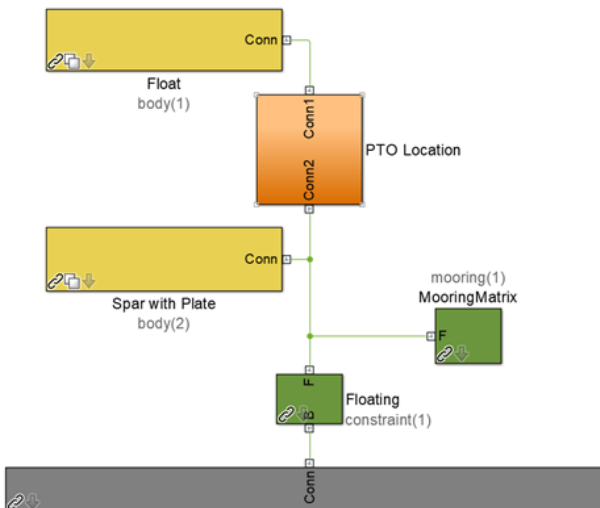 Conn
Float
body(1)
Conn1
PTO Location
Conn2
Conn
Spar with Plate
body(2)
mooring(1)
MooringMatrix
F
F
Floating
B
constraint(1)
Conn